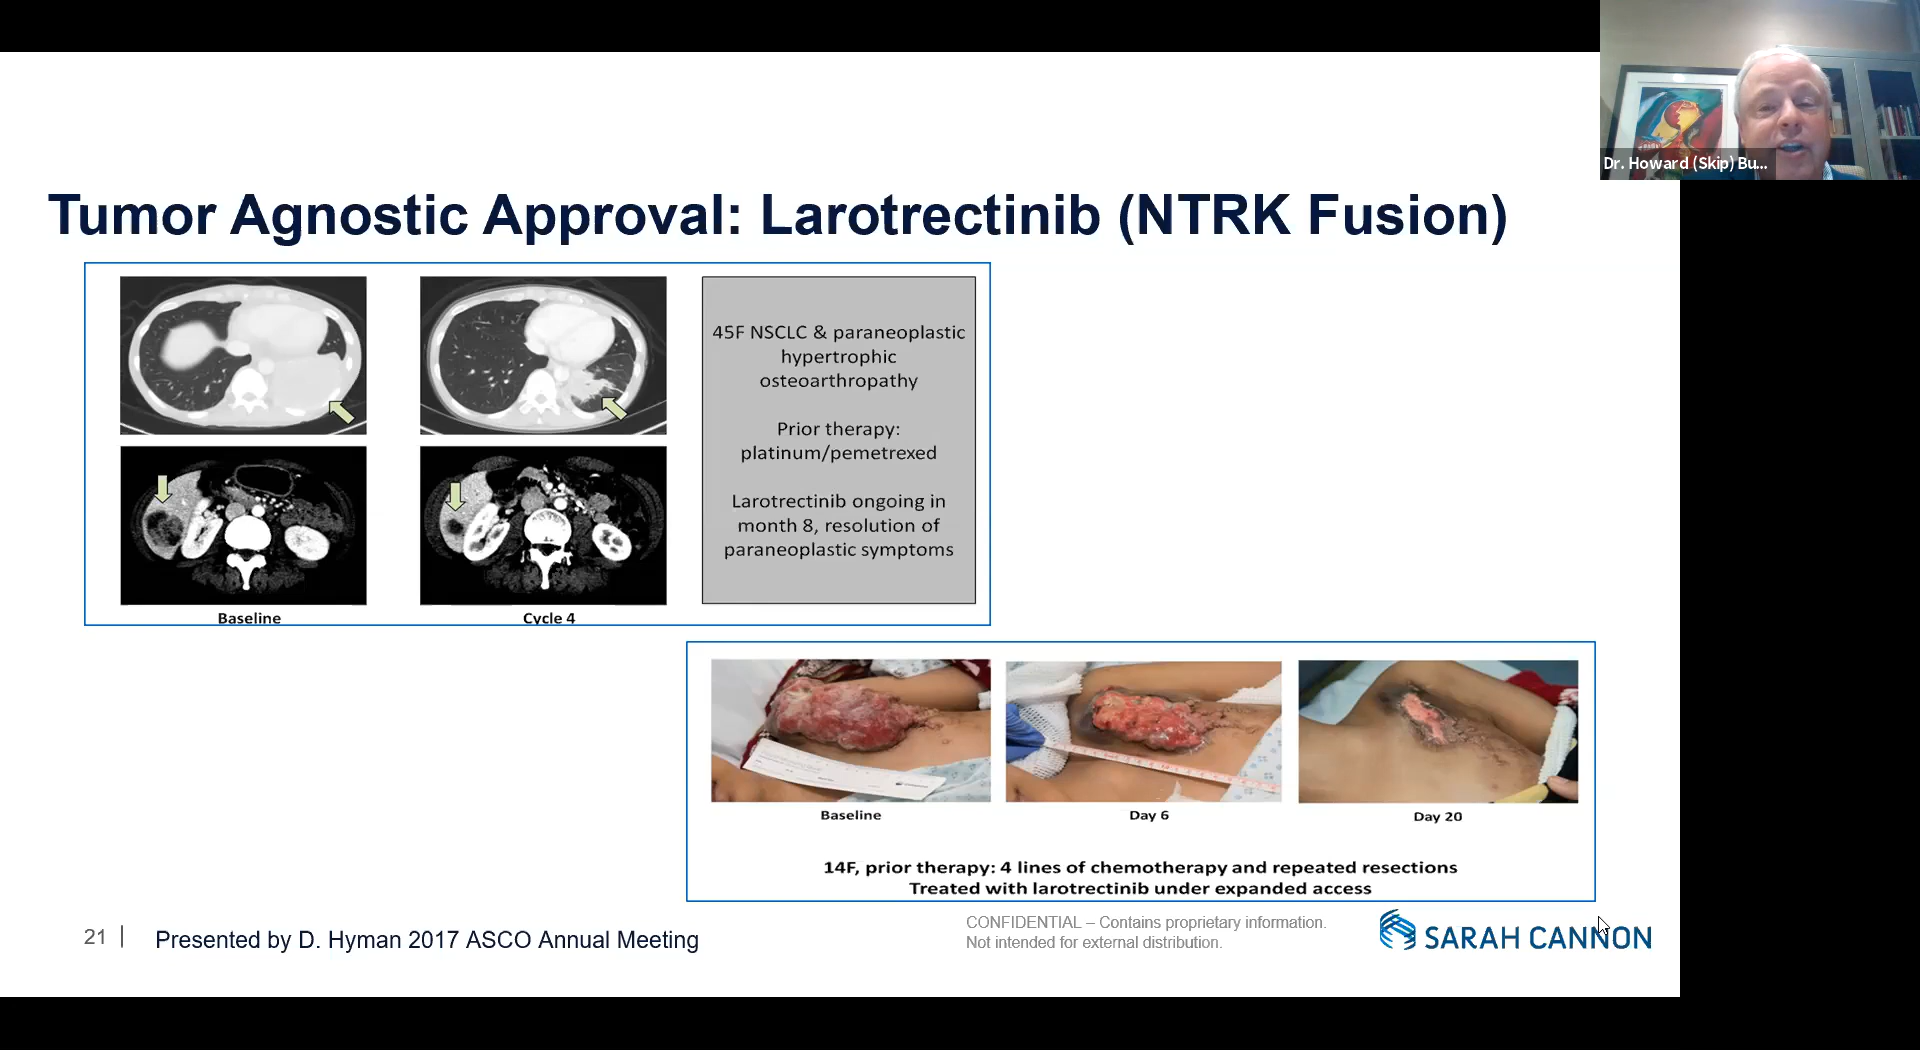 Dr. Howard (Skip) Bu...
Tumor Agnostic Approval: Larotrectinib (NTRK Fusion)
45F NSCLC & paraneoplastic
hypertrophic
osteoarthropathy
Prior therapy:
platinum/pemetrexed
Larotrectinib ongoing in
month 8, resolution of
paraneoplastic symptoms
Baseline
Cycle 4
Baseline
Day 6
Day 20
14F, prior therapy: 4 lines of chemotherapy and repeated resections
Treated with larotrectinib under expanded access
21 |
Presented by D. Hyman 2017 ASCO Annual Meeting
CONFIDENTIAL – Contains proprietary information.
Not intended for external distribution.
SARAH CANNON